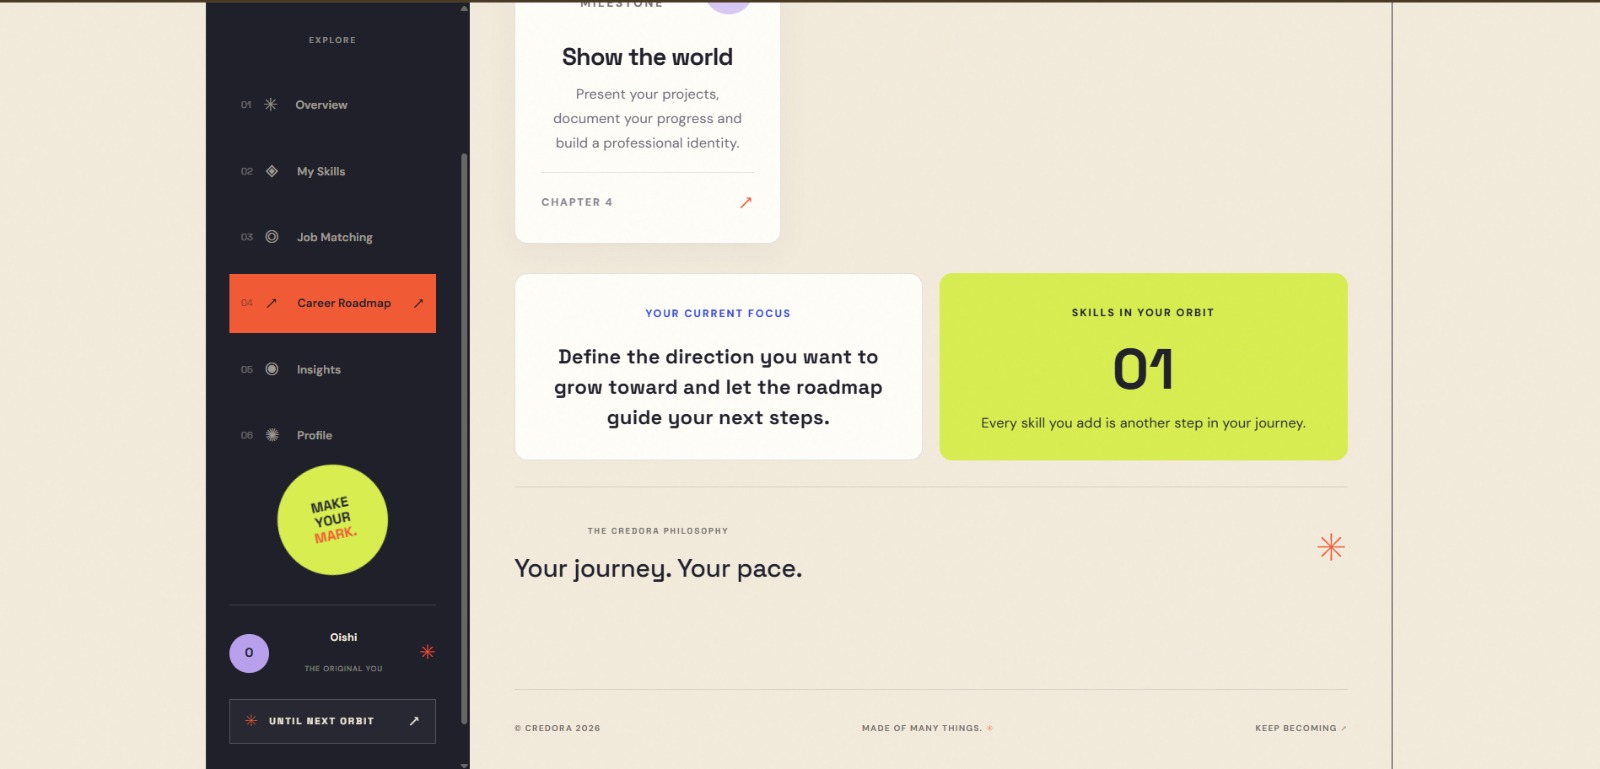 EXPLORE
01 Overview
02 My Skills
03 Job Matching
04 Career Roadmap
05 Insights
06 Profile
MAKE
YOUR
MARK.
O
Oishi
THE ORIGINAL YOU
UNTIL NEXT ORBIT
MILESTONE
Show the world
Present your projects,
document your progress and
build a professional identity.
CHAPTER 4
YOUR CURRENT FOCUS
Define the direction you want to
grow toward and let the roadmap
guide your next steps.
SKILLS IN YOUR ORBIT
01
Every skill you add is another step in your journey.
THE CREDORA PHILOSOPHY
Your journey. Your pace.
© CREDORA 2026
MADE OF MANY THINGS.
KEEP BECOMING